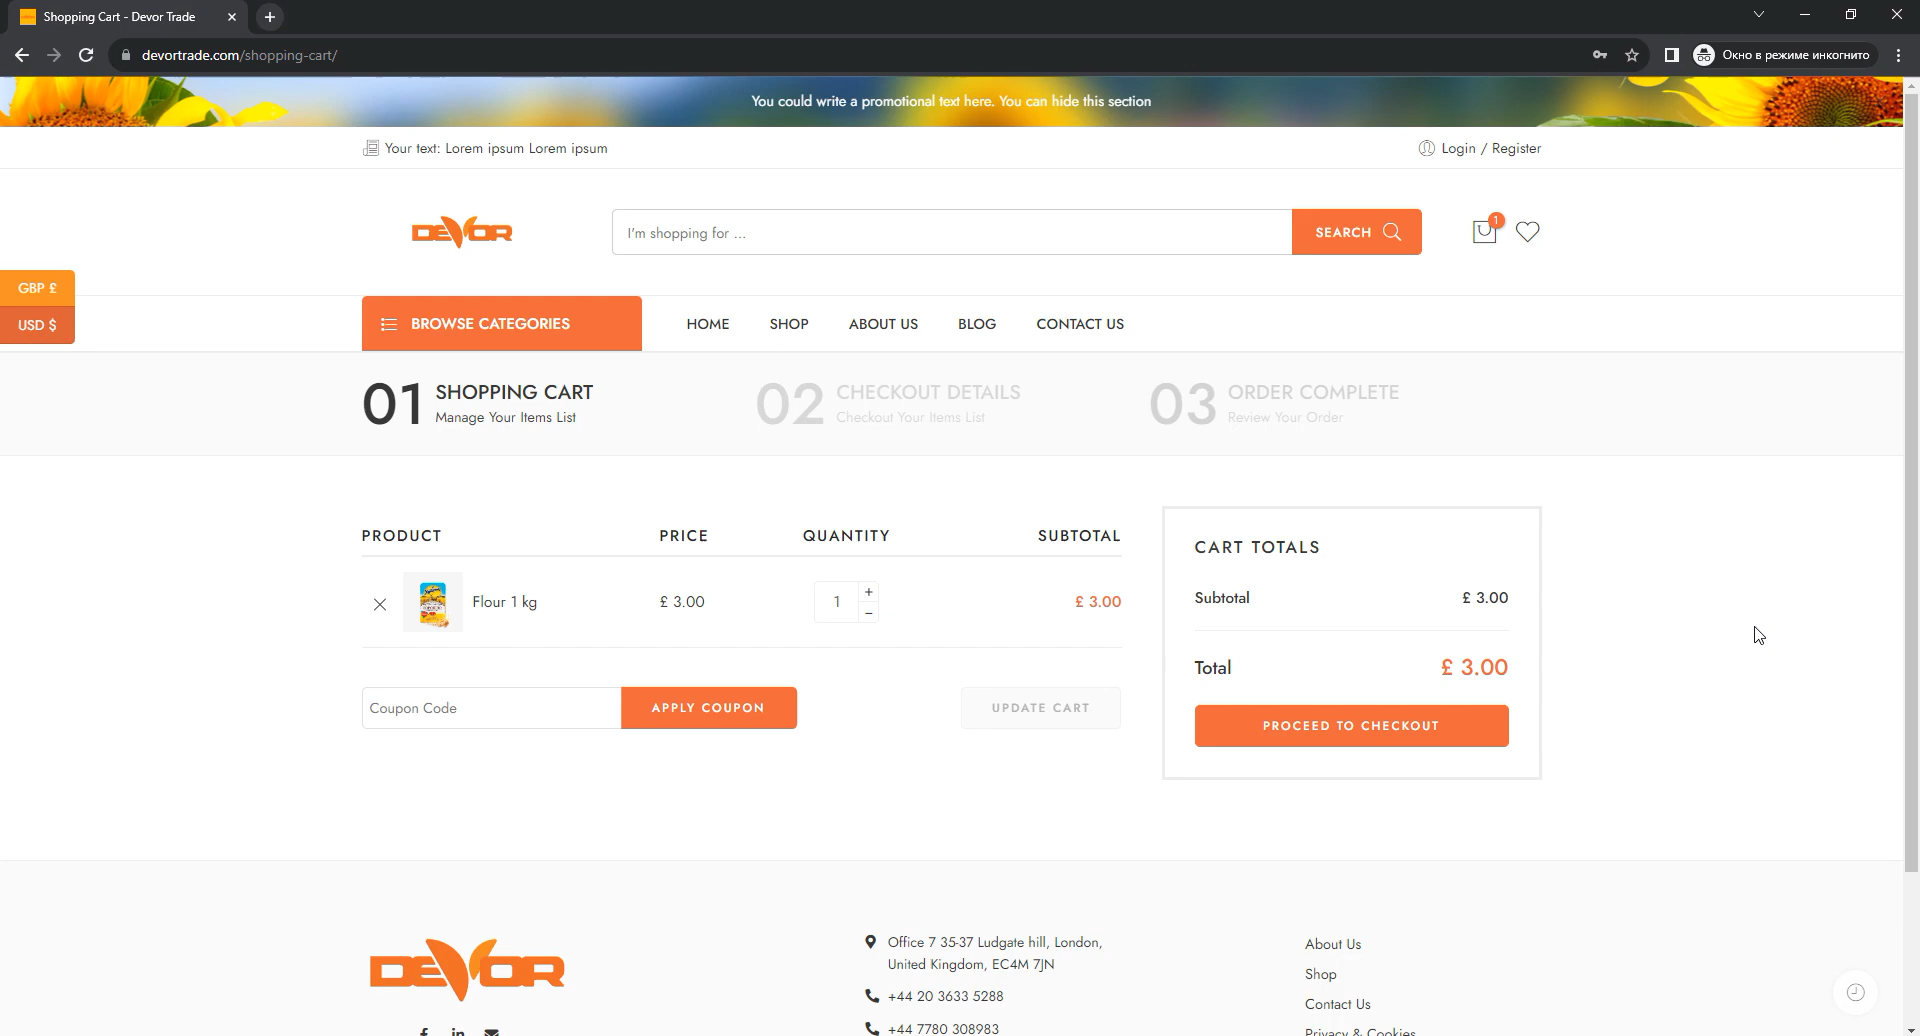 Shopping Cart - Devor Trade
devortrade.com/shopping-cart/
Окно в режиме инкогнито
You could write a promotional text here. You can hide this section
Your text: Lorem ipsum Lorem ipsum
Login / Register
DEVOR
I'm shopping for ...
SEARCH
1
GBP £
USD $
BROWSE CATEGORIES
HOME
SHOP
ABOUT US
BLOG
CONTACT US
01
SHOPPING CART
Manage Your Items List
02
CHECKOUT DETAILS
Checkout Your Items List
03
ORDER COMPLETE
Review Your Order
PRODUCT
PRICE
QUANTITY
SUBTOTAL
Flour 1 kg
£ 3.00
1
+
−
£ 3.00
Coupon Code
APPLY COUPON
UPDATE CART
CART TOTALS
Subtotal
£ 3.00
Total
£ 3.00
PROCEED TO CHECKOUT
DEVOR
Office 7 35-37 Ludgate hill, London,
United Kingdom, EC4M 7JN
+44 20 3633 5288
+44 7780 308983
About Us
Shop
Contact Us
Privacy & Cookies